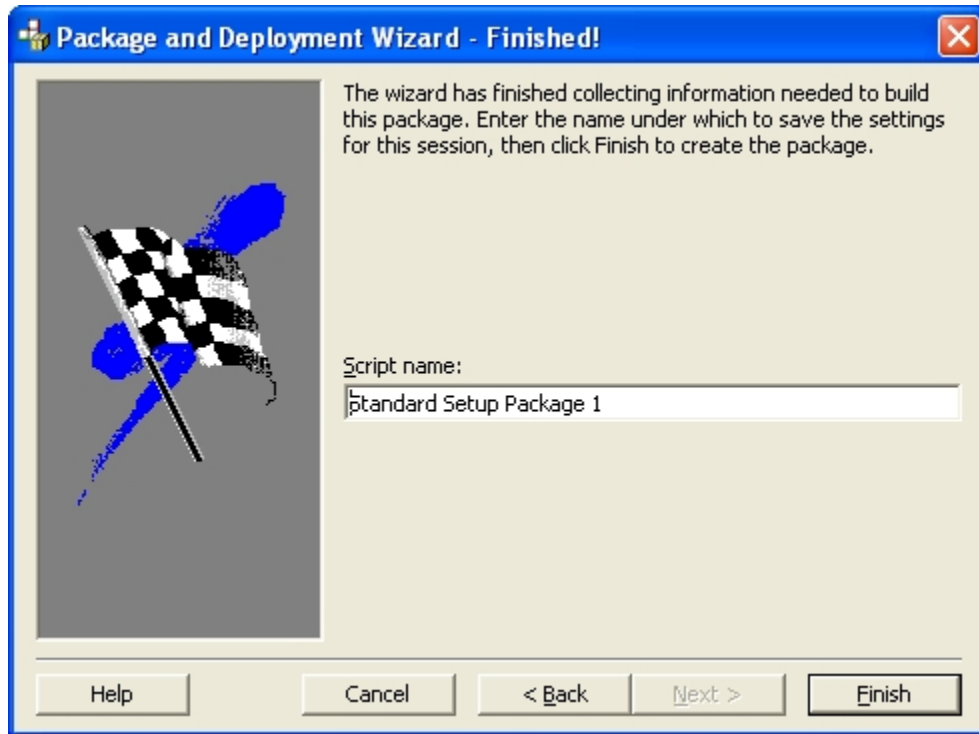 Package and Deployment Wizard - Finished!
The wizard has finished collecting information needed to build
this package. Enter the name under which to save the settings
for this session, then click Finish to create the package.
Script name:
Standard Setup Package 1
Help
Cancel
< Back
Next >
Finish